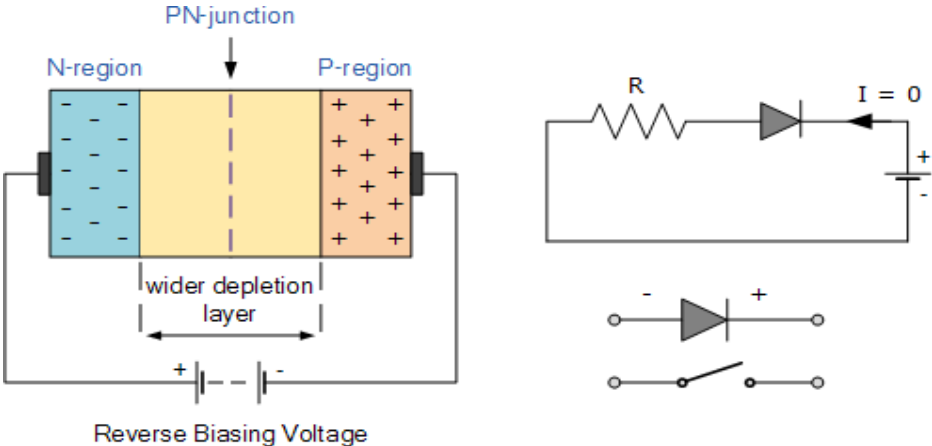 PN-junction
N-region
P-region
wider depletion
layer
+
-
Reverse Biasing Voltage
R
I = 0
+
-
- +